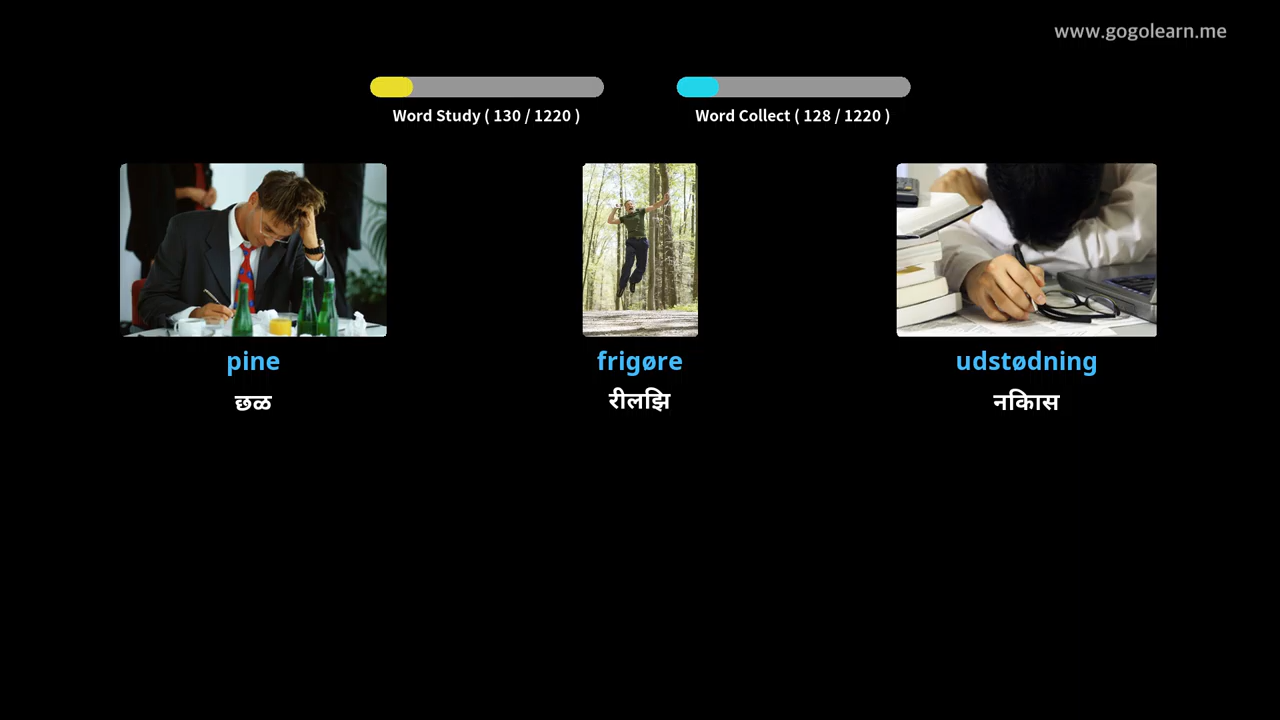 www.gogolearn.me
Word Study ( 130 / 1220 )
Word Collect ( 128 / 1220 )
pine
छळ
frigøre
रीलझि
udstødning
नकिास